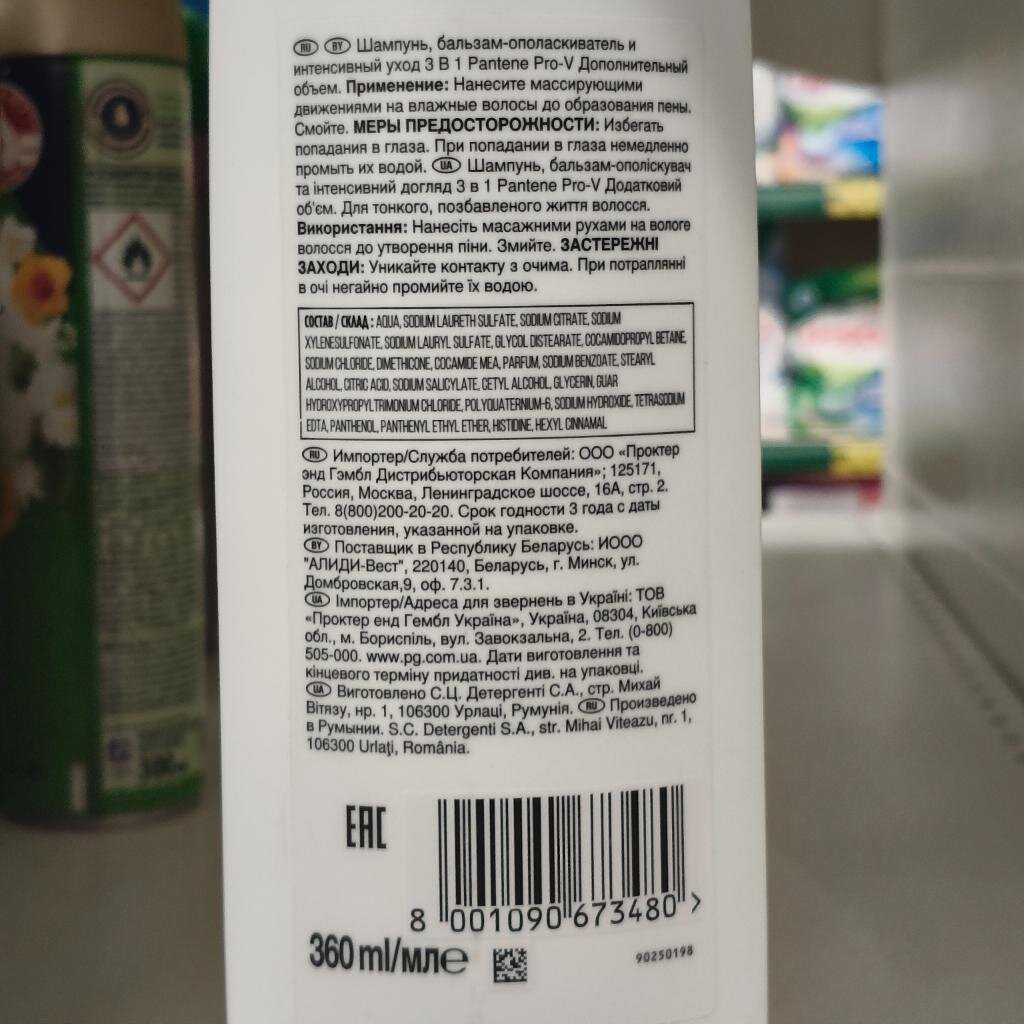 RU BY Шампунь, бальзам-ополаскиватель и
интенсивный уход 3 В 1 Pantene Pro-V Дополнительный
объем. Применение: Нанесите массирующими
движениями на влажные волосы до образования пены.
Смойте. МЕРЫ ПРЕДОСТОРОЖНОСТИ: Избегать
попадания в глаза. При попадании в глаза немедленно
промыть их водой. UA Шампунь, бальзам-ополіскувач
та інтенсивний догляд 3 в 1 Pantene Pro-V Додатковий
об'єм. Для тонкого, позбавленого життя волосся.
Використання: Нанесіть масажними рухами на вологе
волосся до утворення піни. Змийте. ЗАСТЕРЕЖНІ
ЗАХОДИ: Уникайте контакту з очима. При потраплянні
в очі негайно промийте їх водою.
СОСТАВ / СКЛАД : AQUA, SODIUM LAURETH SULFATE, SODIUM CITRATE, SODIUM
XYLENESULFONATE, SODIUM LAURYL SULFATE, GLYCOL DISTEARATE, COCAMIDOPROPYL BETAINE,
SODIUM CHLORIDE, DIMETHICONE, COCAMIDE MEA, PARFUM, SODIUM BENZOATE, STEARYL
ALCOHOL, CITRIC ACID, SODIUM SALICYLATE, CETYL ALCOHOL, GLYCERIN, GUAR
HYDROXYPROPYLTRIMONIUM CHLORIDE, POLYQUATERNIUM-6, SODIUM HYDROXIDE, TETRASODIUM
EDTA, PANTHENOL, PANTHENYL ETHYL ETHER, HISTIDINE, HEXYL CINNAMAL
RU Импортер/Служба потребителей: ООО «Проктер
энд Гэмбл Дистрибьюторская Компания»; 125171,
Россия, Москва, Ленинградское шоссе, 16А, стр. 2.
Тел. 8(800)200-20-20. Срок годности 3 года с даты
изготовления, указанной на упаковке.
BY Поставщик в Республику Беларусь: ИООО
"АЛИДИ-Вест", 220140, Беларусь, г. Минск, ул.
Домбровская,9, оф. 7.3.1.
UA Імпортер/Адреса для звернень в Україні: ТОВ
«Проктер енд Гембл Україна», Україна, 08304, Київська
обл., м. Бориспіль, вул. Завокзальна, 2. Тел. (0-800)
505-000. www.pg.com.ua. Дати виготовлення та
кінцевого терміну придатності див. на упаковці.
UA Виготовлено С.Ц. Детергенті С.А., стр. Михай
Вітязу, нр. 1, 106300 Урлаці, Румунія. RU Произведено
в Румынии. S.C. Detergenti S.A., str. Mihai Viteazu, nr. 1,
106300 Urlaţi, România.
EAC
8 001090 673480 >
360 ml/мл e
90250198